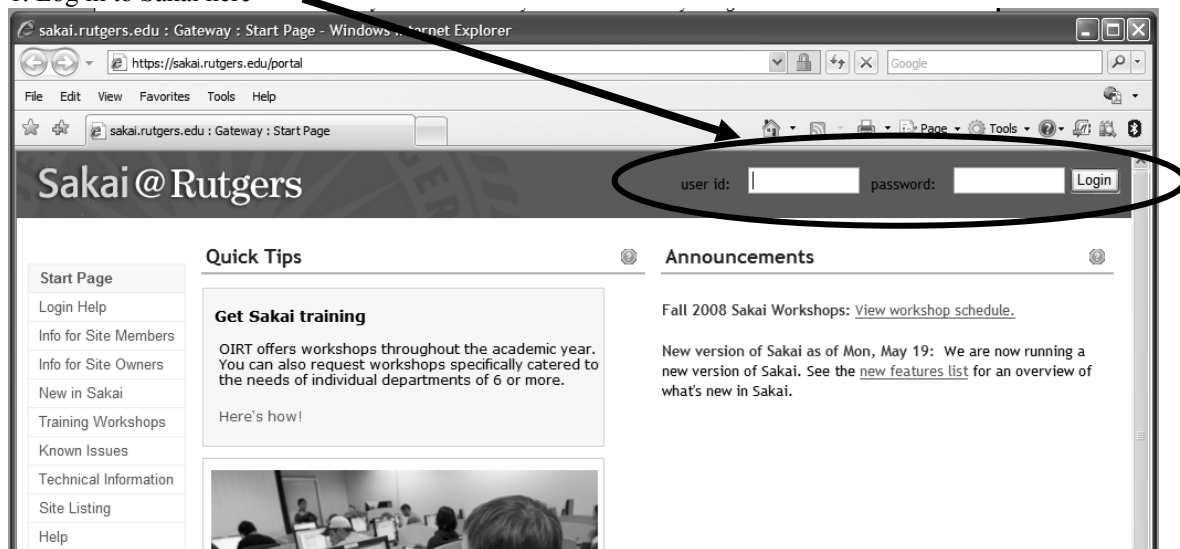 1. Log in to Sakai here
sakai.rutgers.edu : Gateway : Start Page - Windows Internet Explorer
https://sakai.rutgers.edu/portal
Google
File Edit View Favorites Tools Help
sakai.rutgers.edu : Gateway : Start Page
Page Tools
Sakai@Rutgers
user id: password: Login
Start Page
Login Help
Info for Site Members
Info for Site Owners
New in Sakai
Training Workshops
Known Issues
Technical Information
Site Listing
Help
Quick Tips
Get Sakai training
OIRT offers workshops throughout the academic year.
You can also request workshops specifically catered to
the needs of individual departments of 6 or more.
Here's how!
Announcements
Fall 2008 Sakai Workshops: View workshop schedule.
New version of Sakai as of Mon, May 19: We are now running a
new version of Sakai. See the new features list for an overview of
what's new in Sakai.